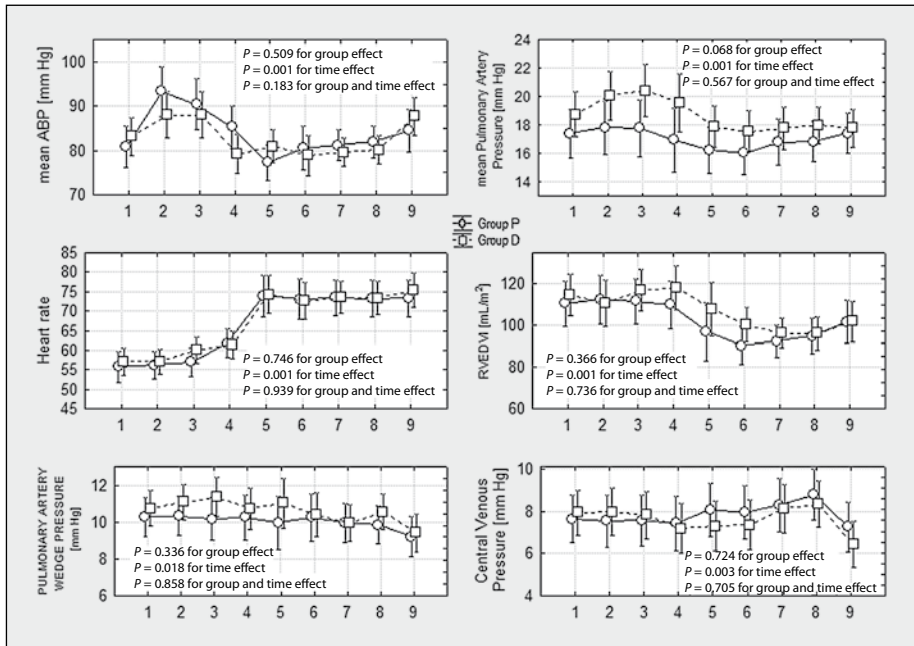 mean ABP [mm Hg]
100
90
80
70
P = 0.509 for group effect
P = 0.001 for time effect
P = 0.183 for group and time effect
1 2 3 4 5 6 7 8 9
mean Pulmonary Artery
Pressure [mm Hg]
24
22
20
18
16
14
P = 0.068 for group effect
P = 0.001 for time effect
P = 0.567 for group and time effect
1 2 3 4 5 6 7 8 9
Group P
Group D
Heart rate
85
80
75
70
65
60
55
50
45
P = 0.746 for group effect
P = 0.001 for time effect
P = 0.939 for group and time effect
1 2 3 4 5 6 7 8 9
RVEDVI [mL/m²]
120
100
80
60
P = 0.366 for group effect
P = 0.001 for time effect
P = 0.736 for group and time effect
1 2 3 4 5 6 7 8 9
PULMONARY ARTERY
WEDGE PRESSURE
[mm Hg]
12
10
8
6
P = 0.336 for group effect
P = 0.018 for time effect
P = 0.858 for group and time effect
1 2 3 4 5 6 7 8 9
Central Venous
Pressure [mm Hg]
10
8
6
4
P = 0.724 for group effect
P = 0.003 for time effect
P = 0.705 for group and time effect
1 2 3 4 5 6 7 8 9